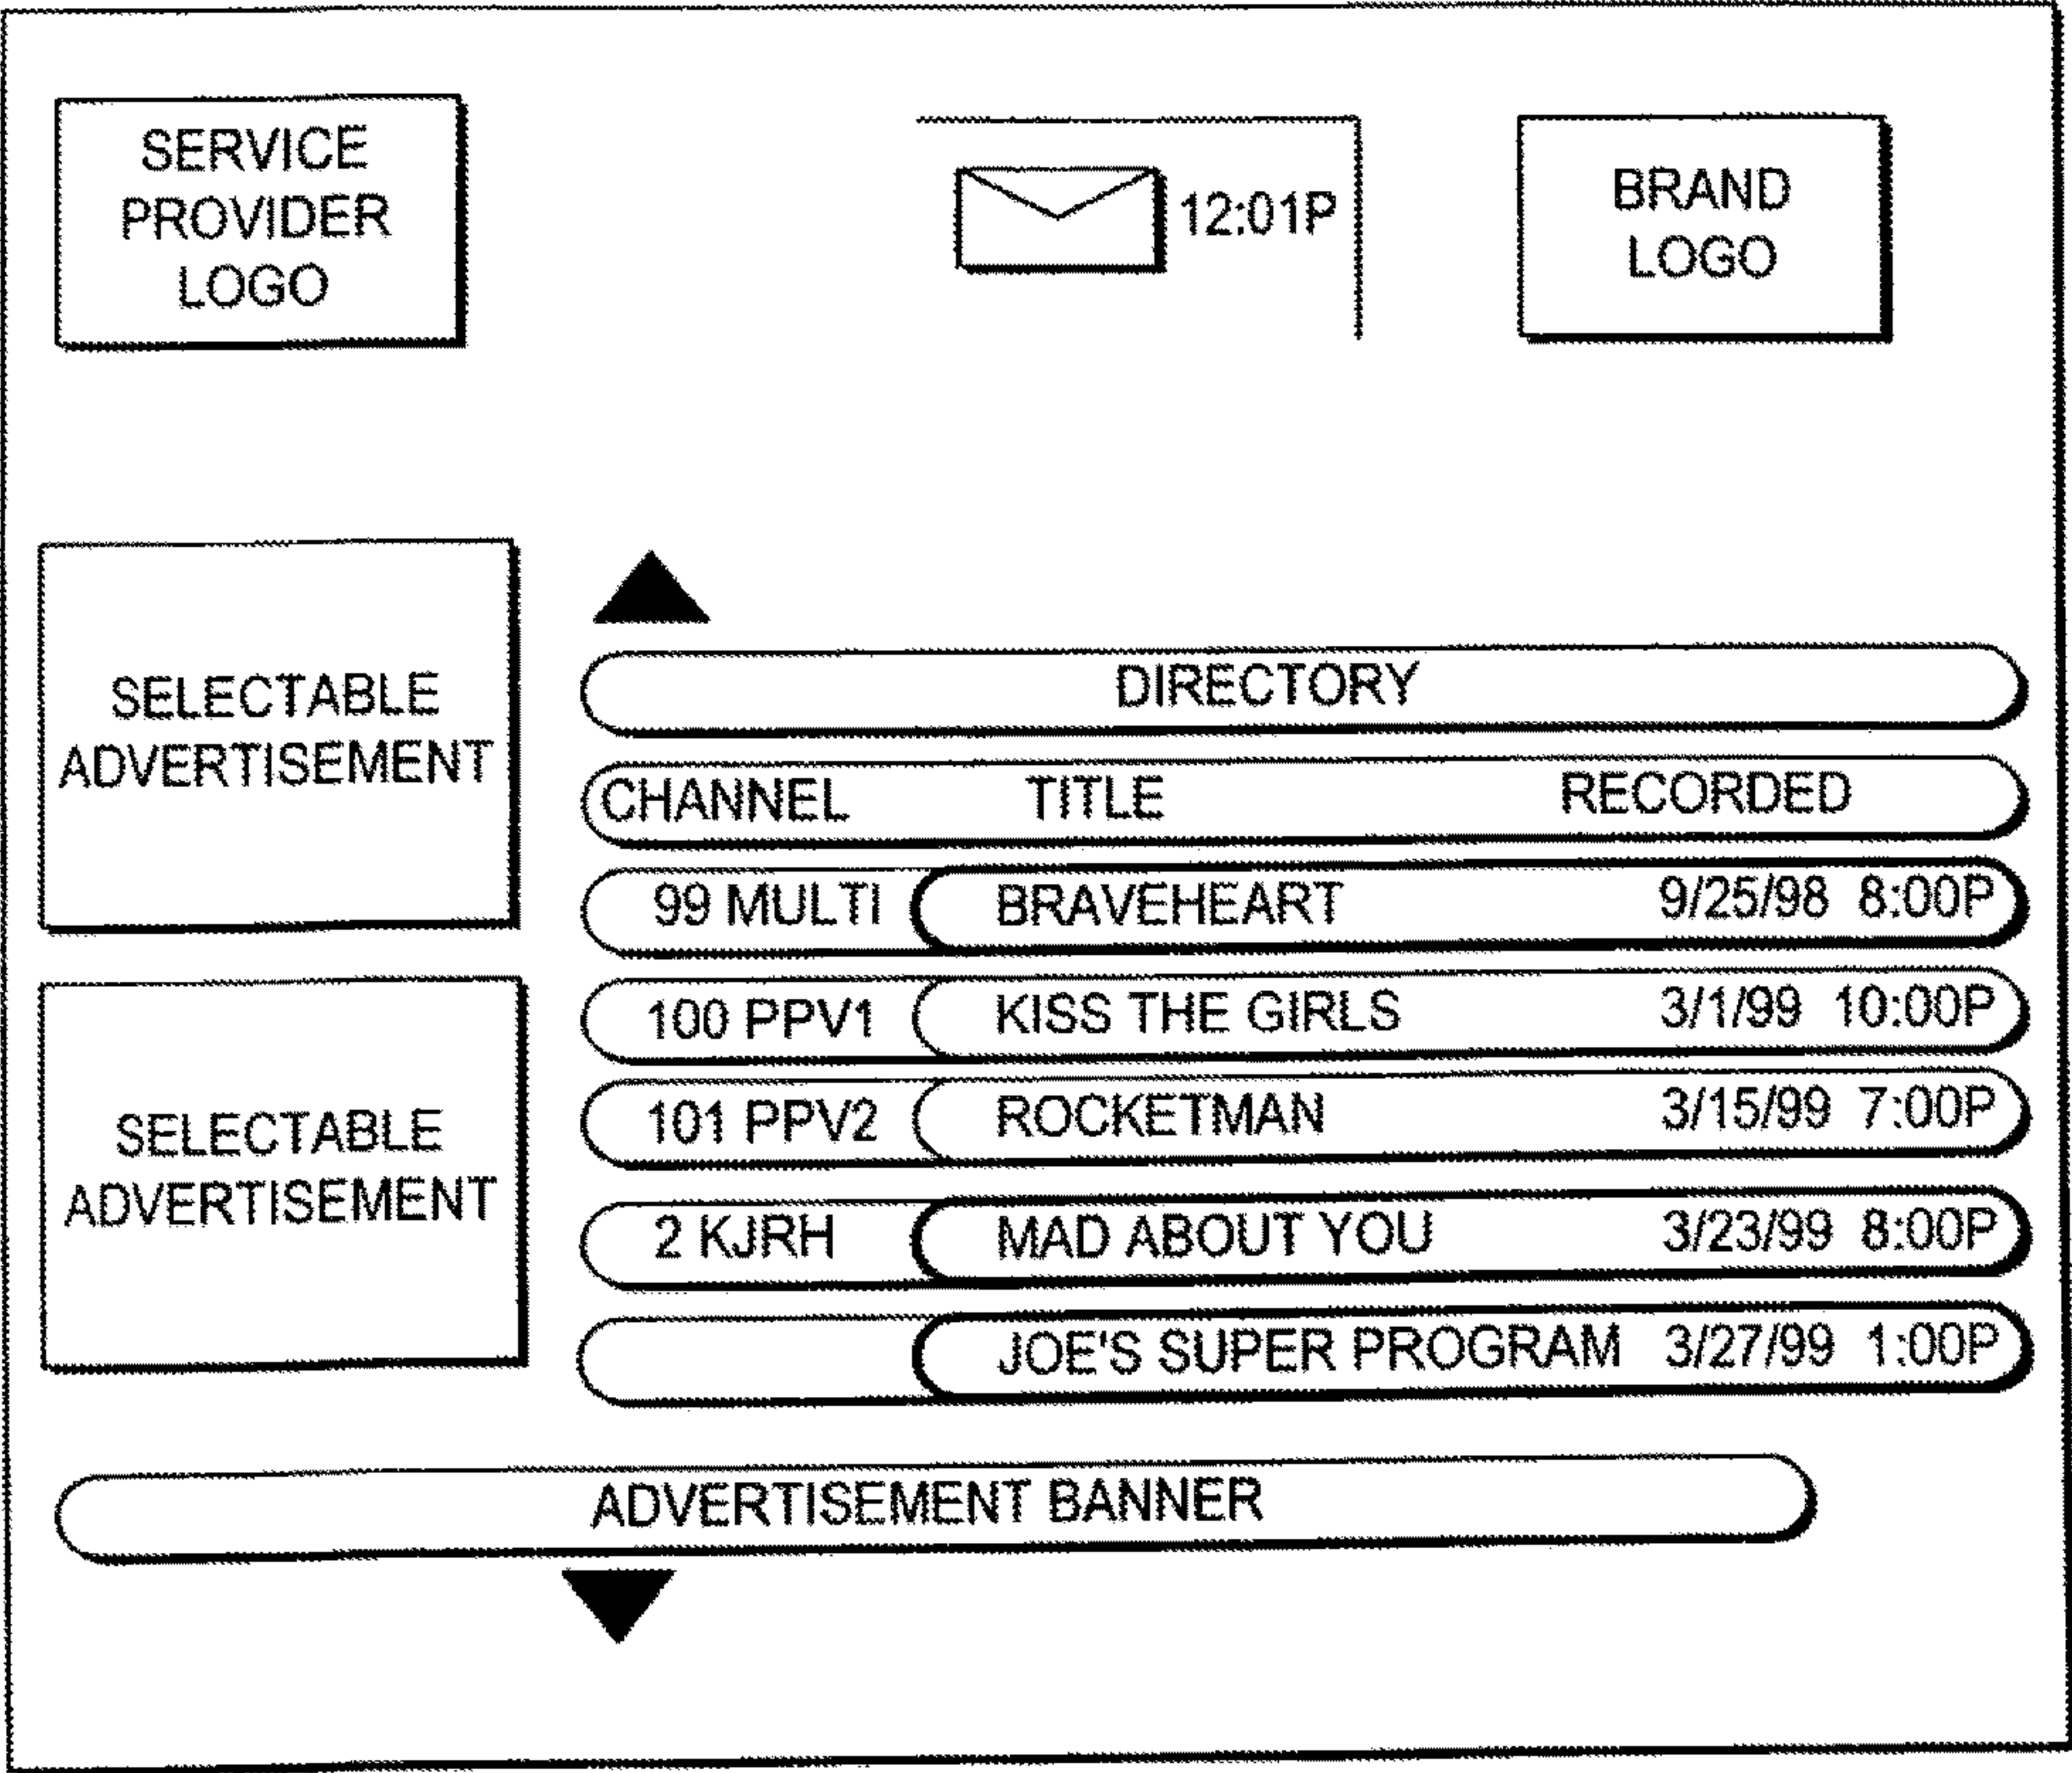 SERVICE
PROVIDER
LOGO
12:01P
BRAND
LOGO
SELECTABLE
ADVERTISEMENT
SELECTABLE
ADVERTISEMENT
DIRECTORY
CHANNEL TITLE RECORDED
99 MULTI BRAVEHEART 9/25/98 8:00P
100 PPV1 KISS THE GIRLS 3/1/99 10:00P
101 PPV2 ROCKETMAN 3/15/99 7:00P
2 KJRH MAD ABOUT YOU 3/23/99 8:00P
JOE'S SUPER PROGRAM 3/27/99 1:00P
ADVERTISEMENT BANNER